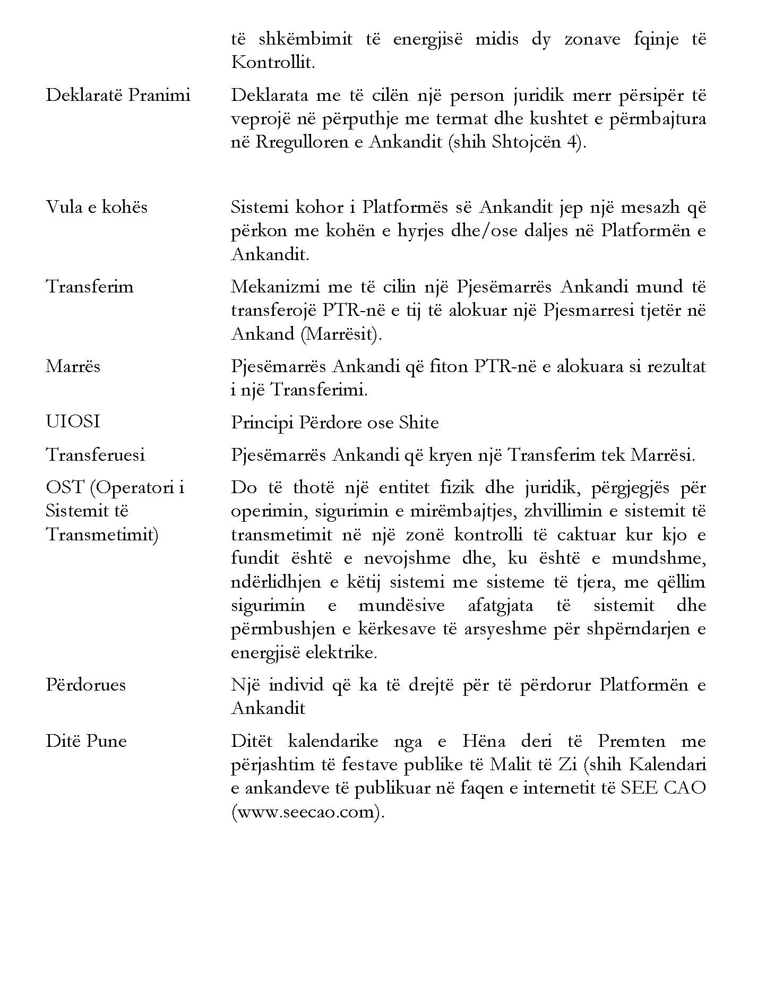 të shkëmbimit të energjisë midis dy zonave fqinje të
Kontrollit.
Deklaratë Pranimi
Deklarata me të cilën një person juridik merr përsipër të
veprojë në përputhje me termat dhe kushtet e përmbajtura
në Rregulloren e Ankandit (shih Shtojcën 4).
Vula e kohës
Sistemi kohor i Platformës së Ankandit jep një mesazh që
përkon me kohën e hyrjes dhe/ose daljes në Platformën e
Ankandit.
Transferim
Mekanizmi me të cilin një Pjesëmarrës Ankandi mund të
transferojë PTR-në e tij të alokuar një Pjesmarresi tjetër në
Ankand (Marrësit).
Marrës
Pjesëmarrës Ankandi që fiton PTR-në e alokuara si rezultat
i një Transferimi.
UIOSI
Principi Përdore ose Shite
Transferuesi
Pjesëmarrës Ankandi që kryen një Transferim tek Marrësi.
OST (Operatori i
Sistemit të
Transmetimit)
Do të thotë një entitet fizik dhe juridik, përgjegjës për
operimin, sigurimin e mirëmbajtjes, zhvillimin e sistemit të
transmetimit në një zonë kontrolli të caktuar kur kjo e
fundit është e nevojshme dhe, ku është e mundshme,
ndërlidhjen e këtij sistemi me sisteme të tjera, me qëllim
sigurimin e mundësive afatgjata të sistemit dhe
përmbushjen e kërkesave të arsyeshme për shpërndarjen e
energjisë elektrike.
Përdorues
Një individ që ka të drejtë për të përdorur Platformën e
Ankandit
Ditë Pune
Ditët kalendarike nga e Hëna deri të Premten me
përjashtim të festave publike të Malit të Zi (shih Kalendari
e ankandeve të publikuar në faqen e internetit të SEE CAO
(www.seecao.com).